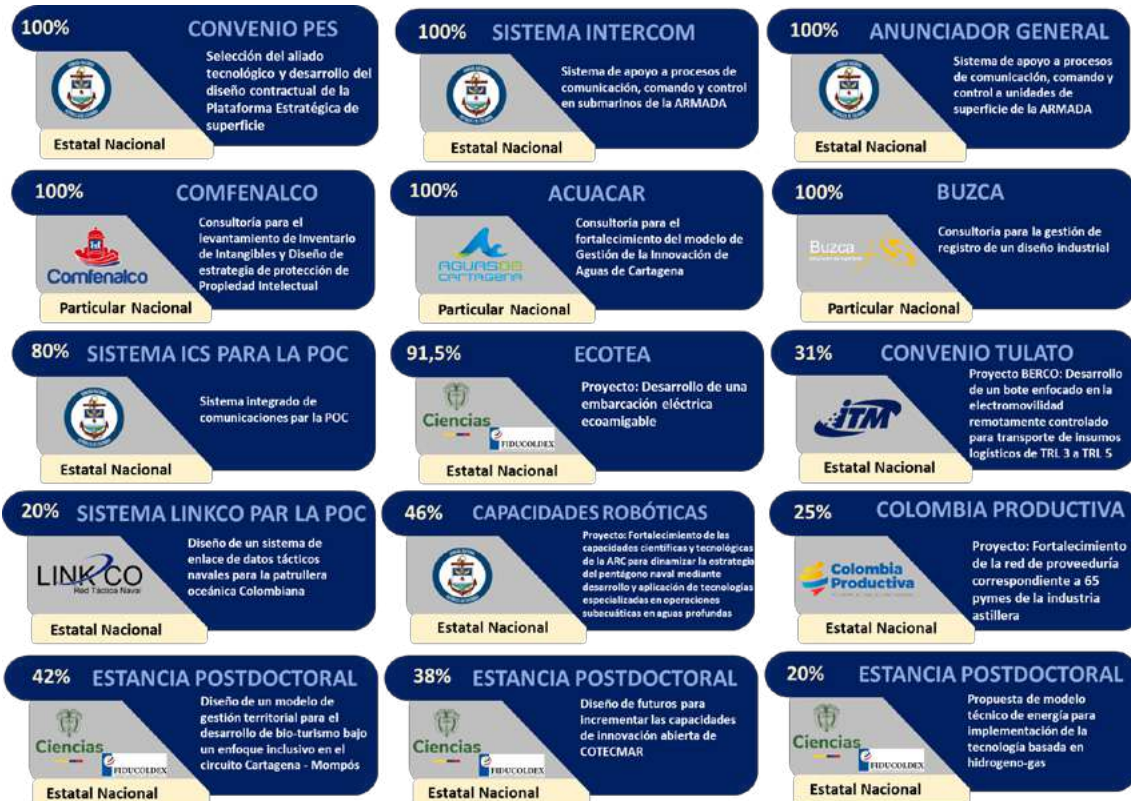 100% CONVENIO PES
Selección del aliado
tecnológico y desarrollo del
diseño contractual de la
Plataforma Estratégica de
superficie
Estatal Nacional
100% SISTEMA INTERCOM
Sistema de apoyo a procesos de
comunicación, comando y control
en submarinos de la ARMADA
Estatal Nacional
100% ANUNCIADOR GENERAL
Sistema de apoyo a procesos
de comunicación, comando y
control a unidades de
superficie de la ARMADA
Estatal Nacional
100% COMFENALCO
Consultoría para el
levantamiento de Inventario
de Intangibles y Diseño de
estrategia de protección de
Propiedad Intelectual
Comfenalco
Particular Nacional
100% ACUACAR
Consultoría para el
fortalecimiento del modelo de
Gestión de la Innovación de
Aguas de Cartagena
AGUAS DE
CARTAGENA
Particular Nacional
100% BUZCA
Consultoría para la gestión de
registro de un diseño industrial
Buzca
Particular Nacional
80% SISTEMA ICS PARA LA POC
Sistema integrado de
comunicaciones par la POC
Estatal Nacional
91,5% ECOTEA
Proyecto: Desarrollo de una
embarcación eléctrica
ecoamigable
Ciencias
FIDUCOLDEX
Estatal Nacional
31% CONVENIO TULATO
Proyecto BERCO: Desarrollo
de un bote enfocado en la
electromovilidad
remotamente controlado
para transporte de insumos
logísticos de TRL 3 a TRL 5
iTM
Estatal Nacional
20% SISTEMA LINKCO PAR LA POC
Diseño de un sistema de
enlace de datos tácticos
navales para la patrullera
oceánica Colombiana
LINKCO
Red Táctica Naval
Estatal Nacional
46% CAPACIDADES ROBÓTICAS
Proyecto: Fortalecimiento de las
capacidades científicas y tecnológicas
de la ARC para dinamizar la estrategia
del pentágono naval mediante
desarrollo y aplicación de tecnologías
especializadas en operaciones
subacuáticas en aguas profundas
Estatal Nacional
25% COLOMBIA PRODUCTIVA
Proyecto: Fortalecimiento
de la red de proveeduría
correspondiente a 65
pymes de la industria
astillera
Colombia
Productiva
Estatal Nacional
42% ESTANCIA POSTDOCTORAL
Diseño de un modelo de
gestión territorial para el
desarrollo de bio-turismo bajo
un enfoque inclusivo en el
circuito Cartagena - Mompós
Ciencias
FIDUCOLDEX
Estatal Nacional
38% ESTANCIA POSTDOCTORAL
Diseño de futuros para
incrementar las capacidades
de innovación abierta de
COTECMAR
Ciencias
FIDUCOLDEX
Estatal Nacional
20% ESTANCIA POSTDOCTORAL
Propuesta de modelo
técnico de energía para
implementación de la
tecnología basada en
hidrogeno-gas
Ciencias
FIDUCOLDEX
Estatal Nacional